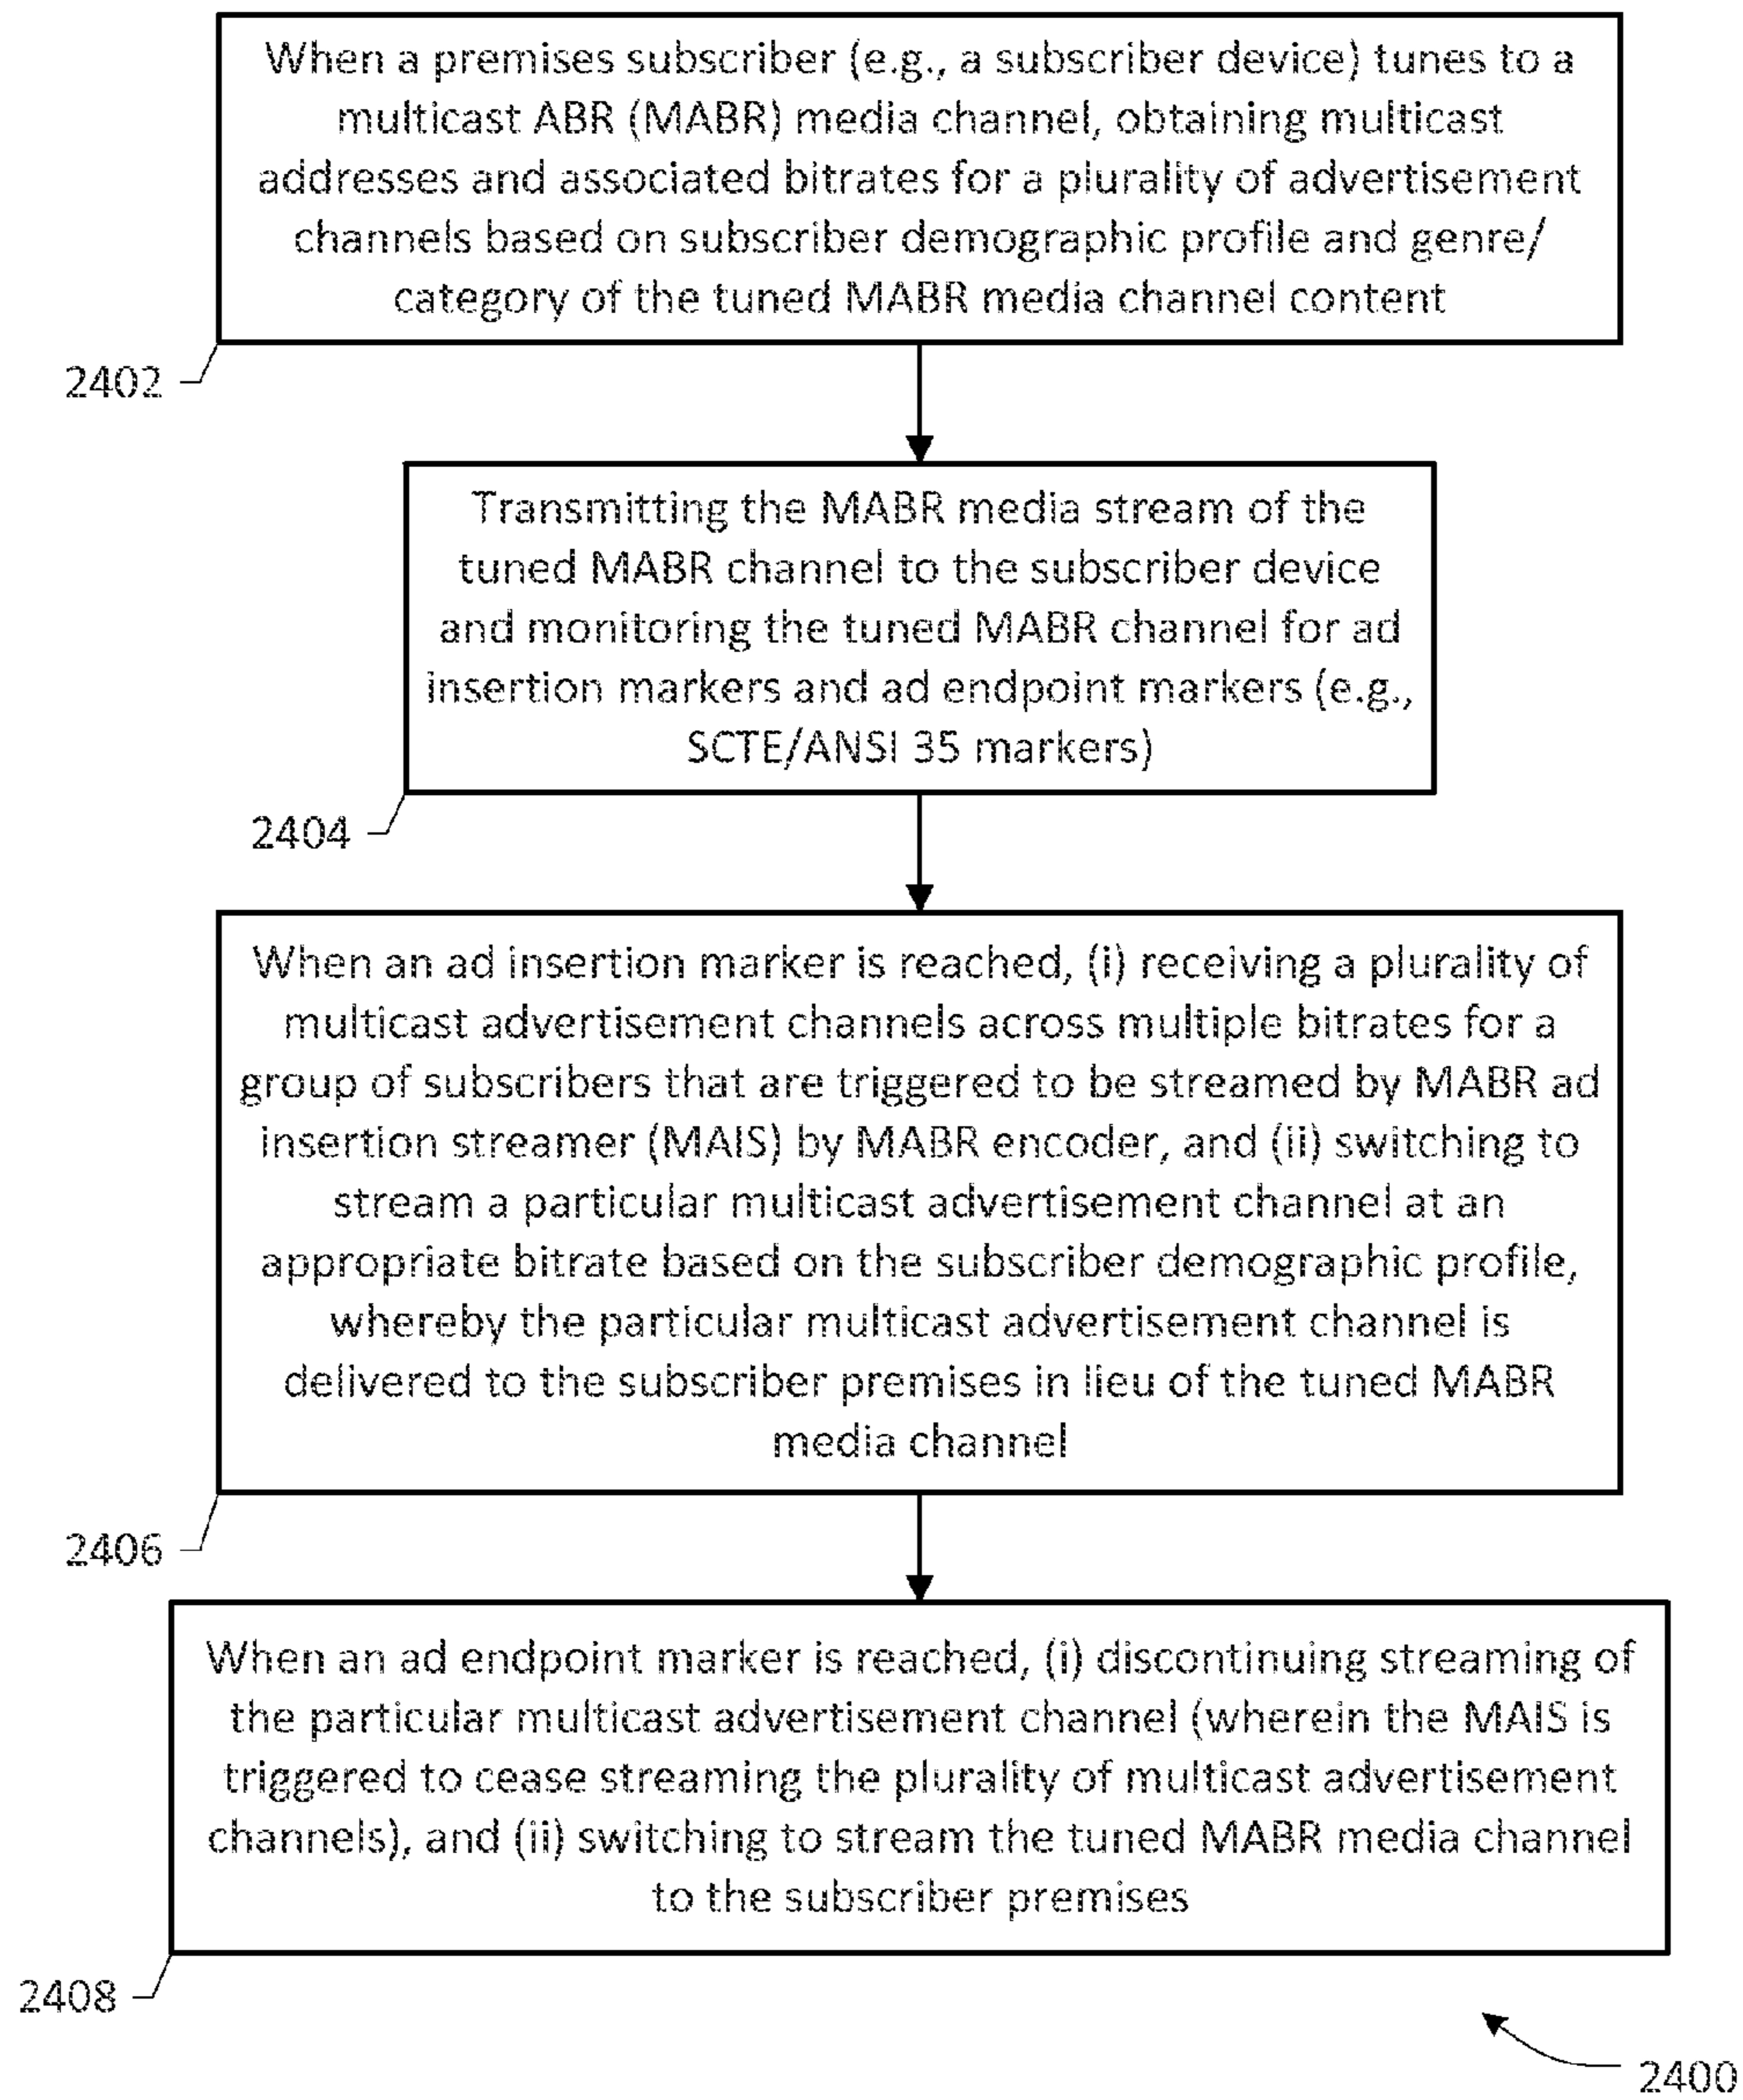 When a premises subscriber (e.g., a subscriber device) tunes to a
multicast ABR (MABR) media channel, obtaining multicast
addresses and associated bitrates for a plurality of advertisement
channels based on subscriber demographic profile and genre/
category of the tuned MABR media channel content
2402
Transmitting the MABR media stream of the
tuned MABR channel to the subscriber device
and monitoring the tuned MABR channel for ad
insertion markers and ad endpoint markers (e.g.,
SCTE/ANSI 35 markers)
2404
When an ad insertion marker is reached, (i) receiving a plurality of
multicast advertisement channels across multiple bitrates for a
group of subscribers that are triggered to be streamed by MABR ad
insertion streamer (MAIS) by MABR encoder, and (ii) switching to
stream a particular multicast advertisement channel at an
appropriate bitrate based on the subscriber demographic profile,
whereby the particular multicast advertisement channel is
delivered to the subscriber premises in lieu of the tuned MABR
media channel
2406
When an ad endpoint marker is reached, (i) discontinuing streaming of
the particular multicast advertisement channel (wherein the MAIS is
triggered to cease streaming the plurality of multicast advertisement
channels), and (ii) switching to stream the tuned MABR media channel
to the subscriber premises
2408
2400